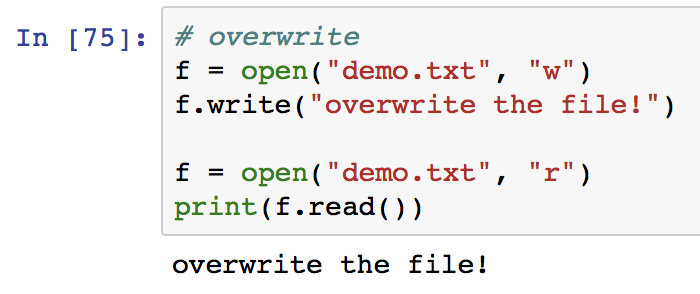 In [75]: # overwrite
f = open("demo.txt", "w")
f.write("overwrite the file!")
f = open("demo.txt", "r")
print(f.read())
overwrite the file!